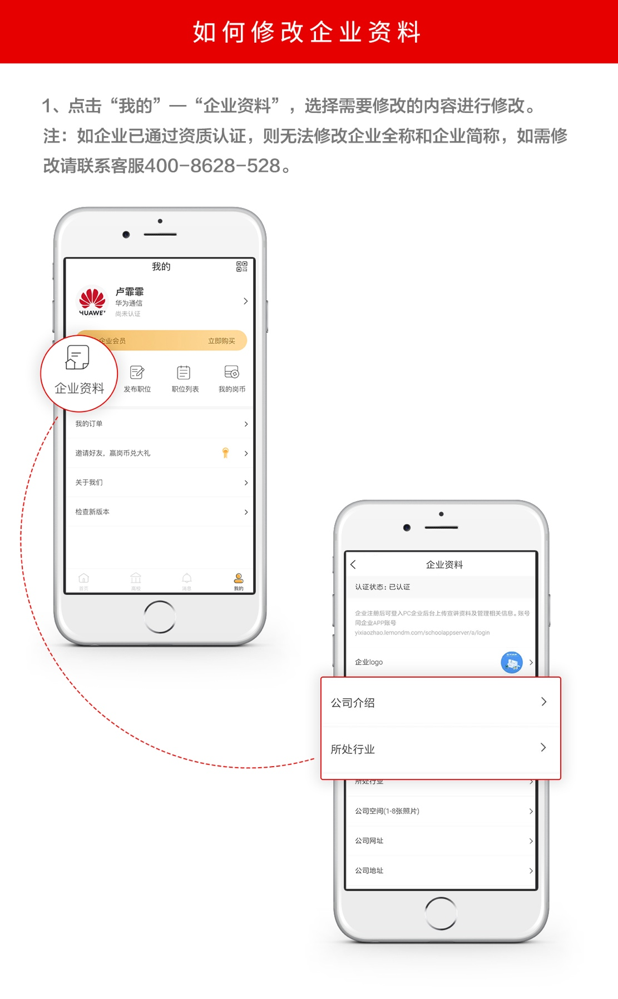 如何修改企业资料
1、点击“我的”—“企业资料”，选择需要修改的内容进行修改。
注：如企业已通过资质认证，则无法修改企业全称和企业简称，如需修
改请联系客服400-8628-528。
我的
卢霏霏
华为通信
尚未认证
HUAWEI
企业会员
立即购买
企业资料
发布职位
职位列表
我的岗币
我的订单
邀请好友，赢岗币兑大礼
关于我们
检查新版本
首页
高校
消息
我的
企业资料
认证状态：已认证
企业注册后可登入PC企业后台上传宣讲资料及管理相关信息。账号
同企业APP账号
yixiaozhao.lemondm.com/schoolappserver/a/login
企业logo
公司介绍
所处行业
所处行业
公司空间(1-8张照片)
公司网址
公司地址